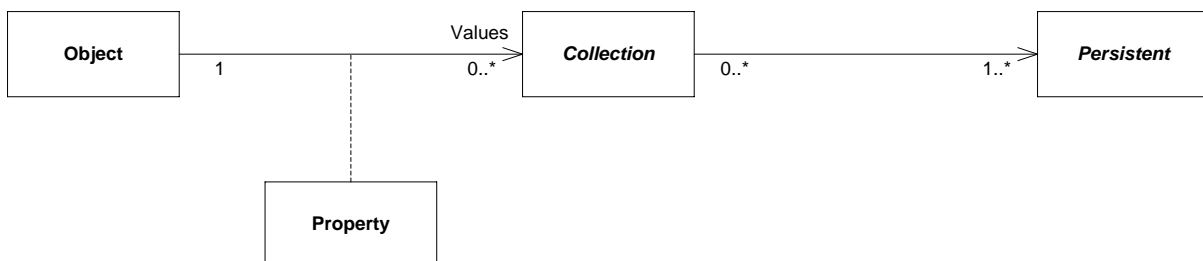 Object
1
Values
0..*
Collection
0..*
1..*
Persistent
Property